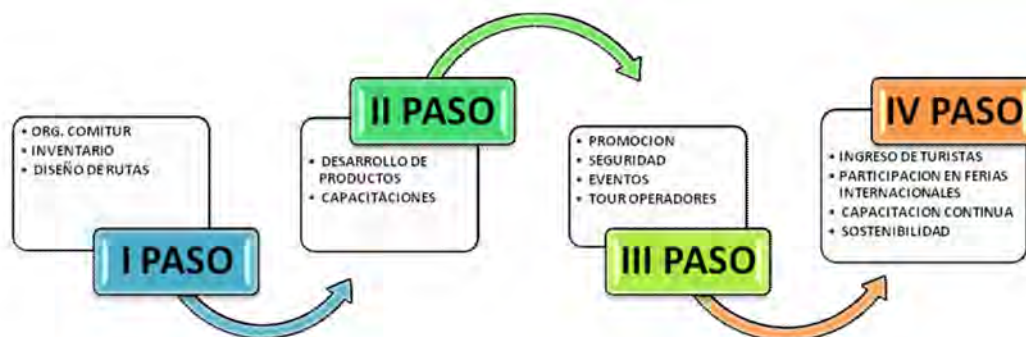 I PASO
• ORG. COMITUR
• INVENTARIO
• DISEÑO DE RUTAS
II PASO
• DESARROLLO DE
PRODUCTOS
• CAPACITACIONES
III PASO
• PROMOCION
• SEGURIDAD
• EVENTOS
• TOUR OPERADORES
IV PASO
• INGRESO DE TURISTAS
• PARTICIPACION EN FERIAS
INTERNACIONALES
• CAPACITACION CONTINUA
• SOSTENIBILIDAD